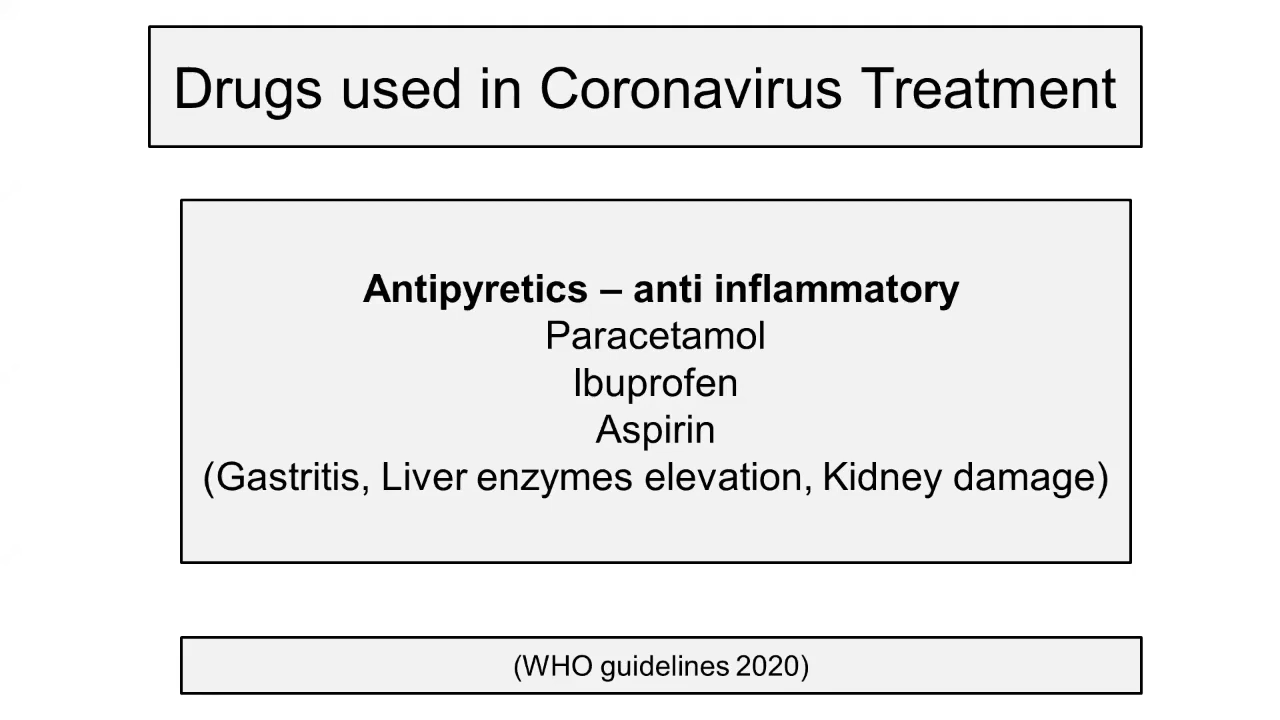 Drugs used in Coronavirus Treatment
Antipyretics – anti inflammatory
Paracetamol
Ibuprofen
Aspirin
(Gastritis, Liver enzymes elevation, Kidney damage)
(WHO guidelines 2020)